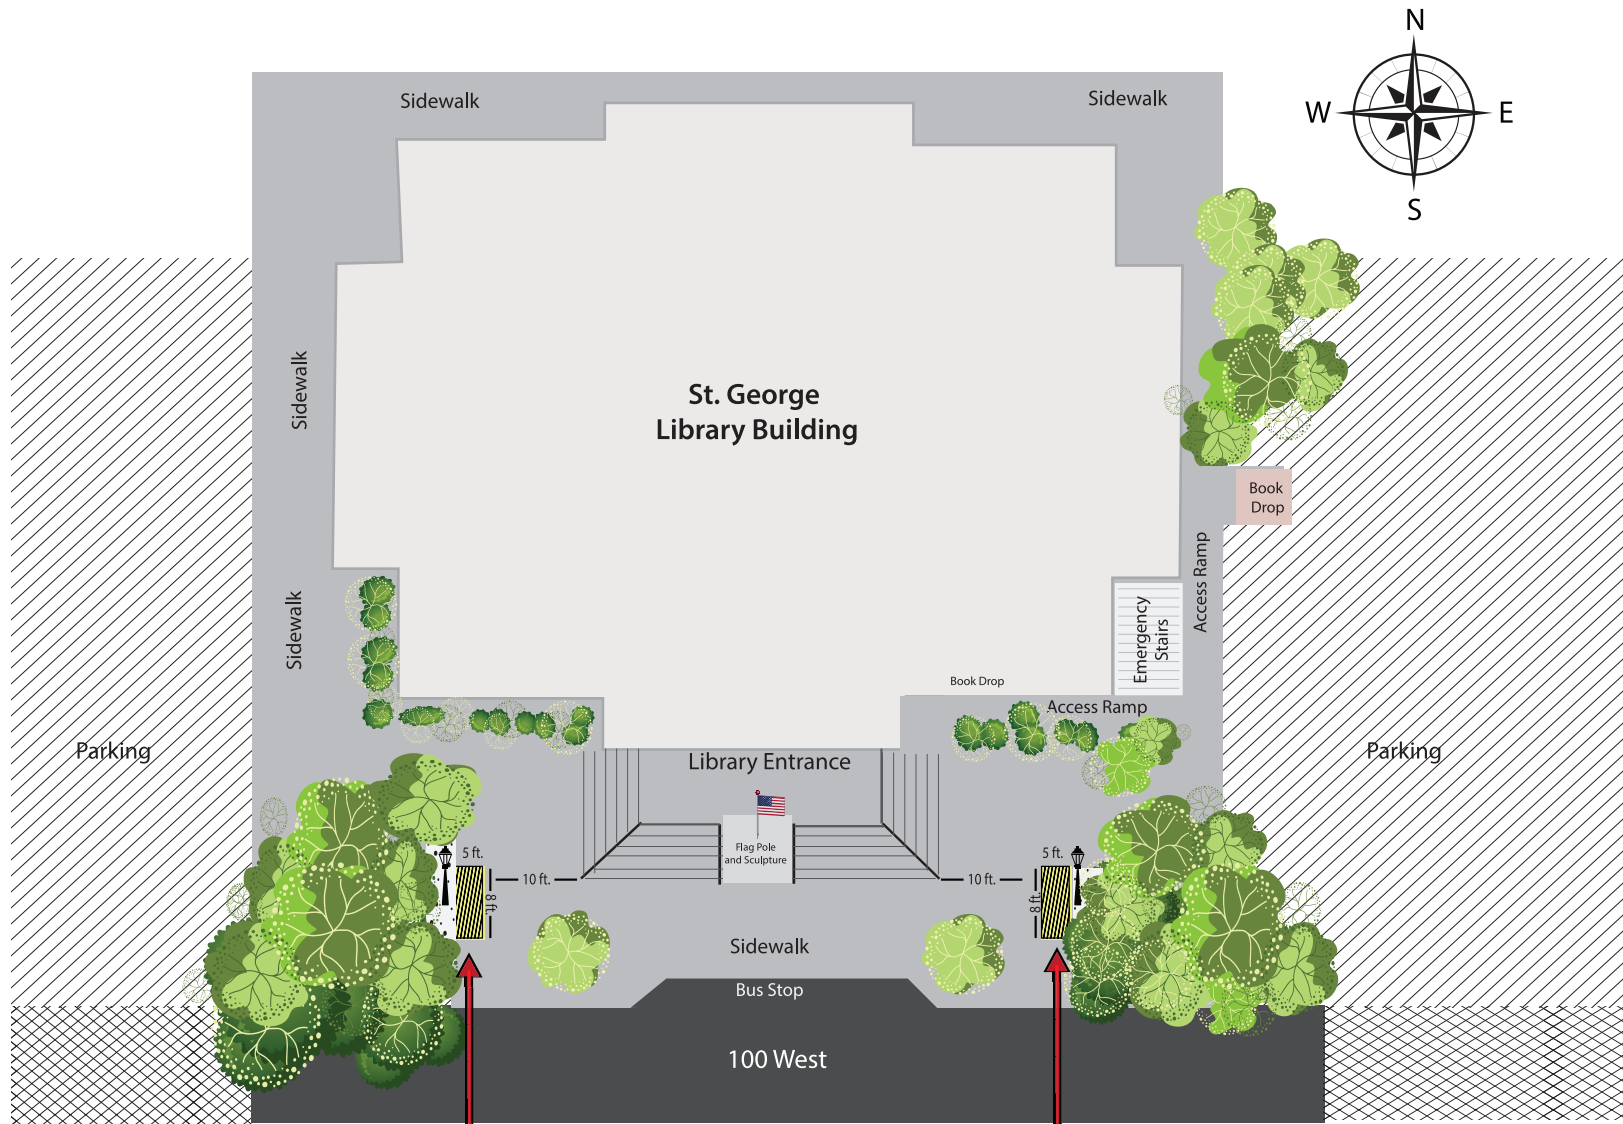 N
W
E
S
Sidewalk
Sidewalk
Sidewalk
St. George
Library Building
Book
Drop
Access Ramp
Sidewalk
Emergency
Stairs
Book Drop
Access Ramp
Parking
Library Entrance
Parking
Flag Pole
and Sculpture
5 ft.
10 ft.
8 ft.
10 ft.
5 ft.
8 ft.
Sidewalk
Bus Stop
100 West